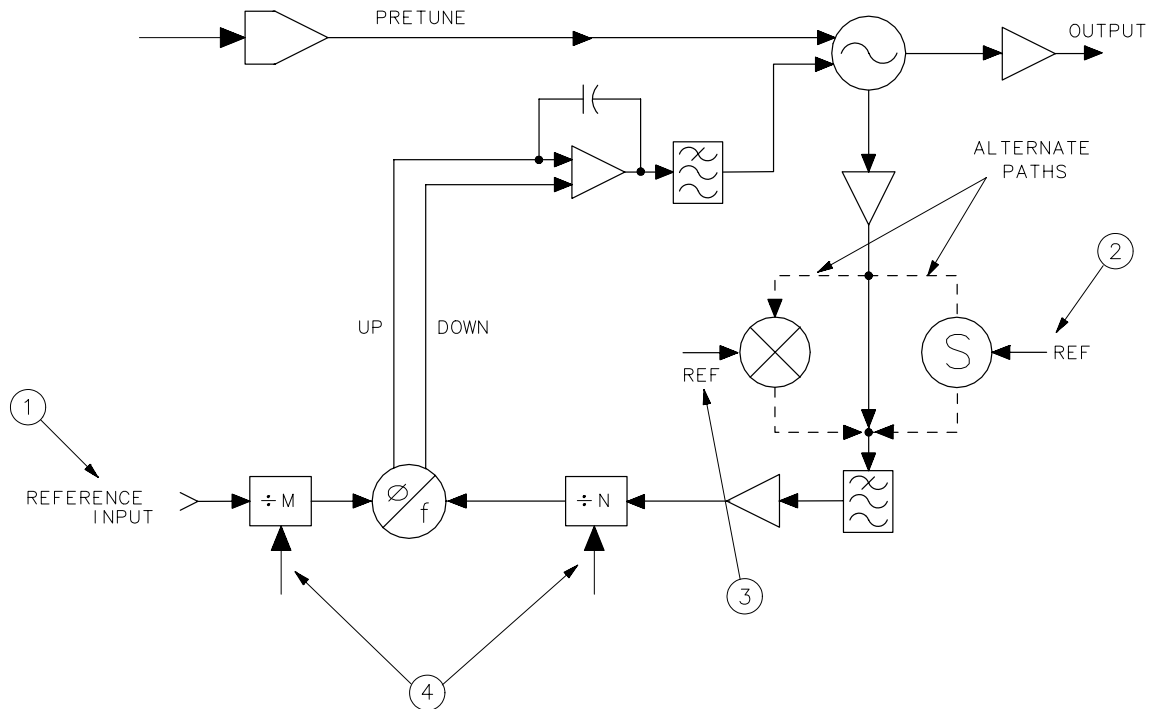 PRETUNE
OUTPUT
ALTERNATE
PATHS
2
UP
DOWN
REF
S
REF
1
REFERENCE
INPUT
÷ M
Ø
f
÷ N
3
4